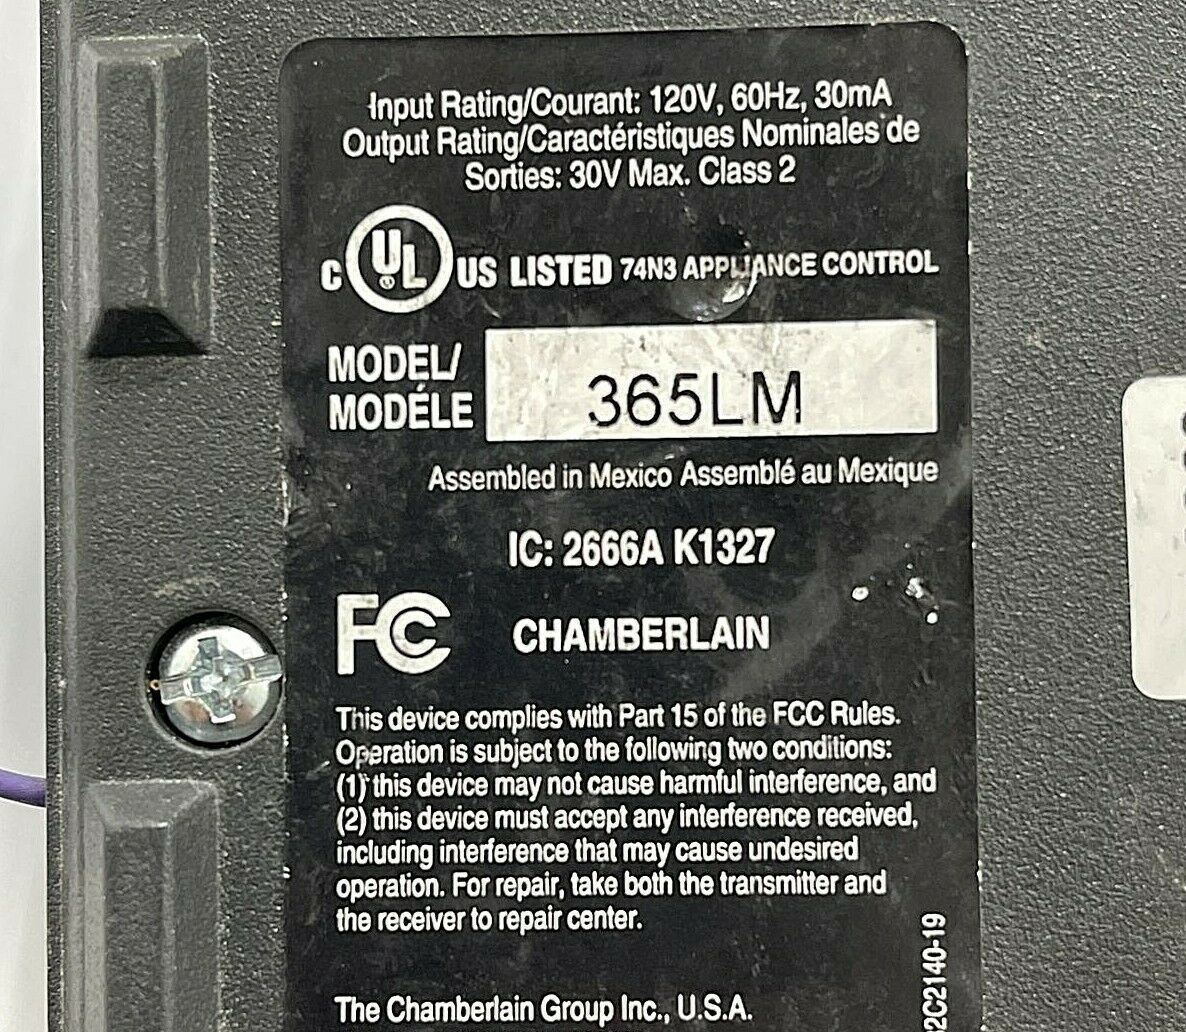 Input Rating/Courant: 120V, 60Hz, 30mA
Output Rating/Caractéristiques Nominales de
Sorties: 30V Max. Class 2
C UL ® US LISTED 74N3 APPLIANCE CONTROL
MODEL/
MODÉLE
365LM
Assembled in Mexico Assemblé au Mexique
IC: 2666A K1327
FC CHAMBERLAIN
This device complies with Part 15 of the FCC Rules.
Operation is subject to the following two conditions:
(1) this device may not cause harmful interference, and
(2) this device must accept any interference received,
including interference that may cause undesired
operation. For repair, take both the transmitter and
the receiver to repair center.
The Chamberlain Group Inc., U.S.A.
2C2140-19